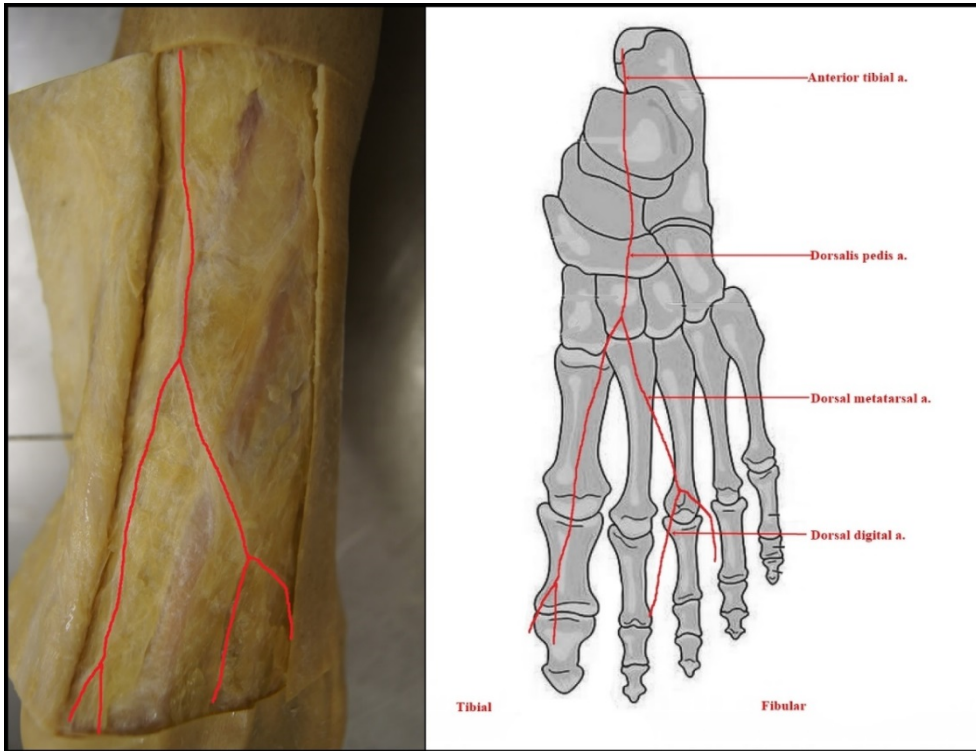 Anterior tibial a.
Dorsalis pedis a.
Dorsal metatarsal a.
Dorsal digital a.
Tibial
Fibular